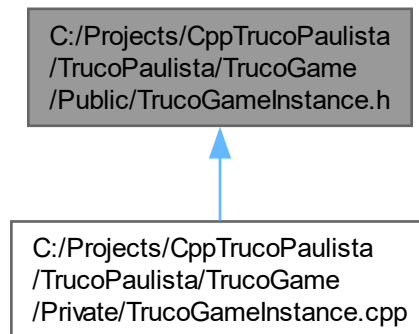 C:/Projects/CppTrucoPaulista
/TrucoPaulista/TrucoGame
/Public/TrucoGameInstance.h
C:/Projects/CppTrucoPaulista
/TrucoPaulista/TrucoGame
/Private/TrucoGameInstance.cpp